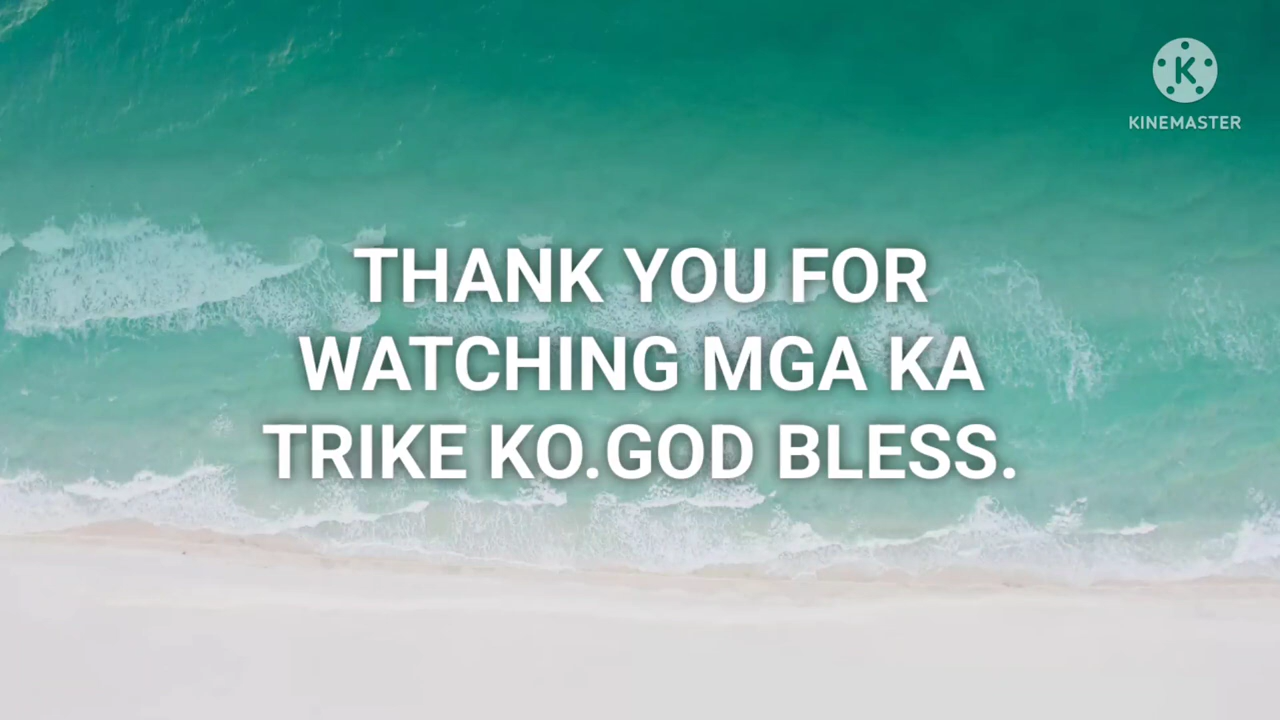 K
KINEMASTER
THANK YOU FOR
WATCHING MGA KA
TRIKE KO.GOD BLESS.